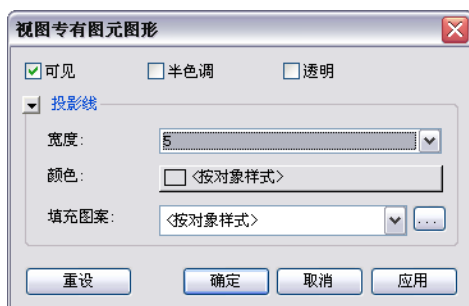 视图专有图元图形
可见 半色调 透明
投影线
宽度: 5
颜色: <按对象样式>
填充图案: <按对象样式> ...
重设 确定 取消 应用